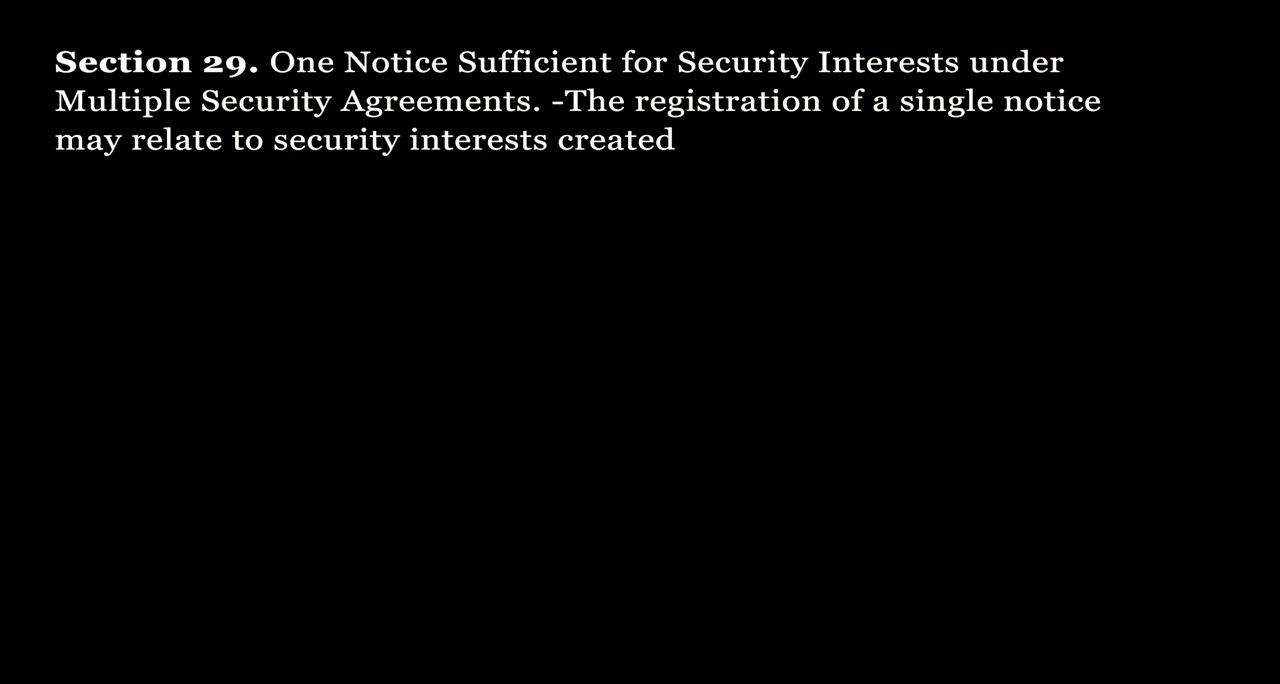 Section 29. One Notice Sufficient for Security Interests under
Multiple Security Agreements. -The registration of a single notice
may relate to security interests created